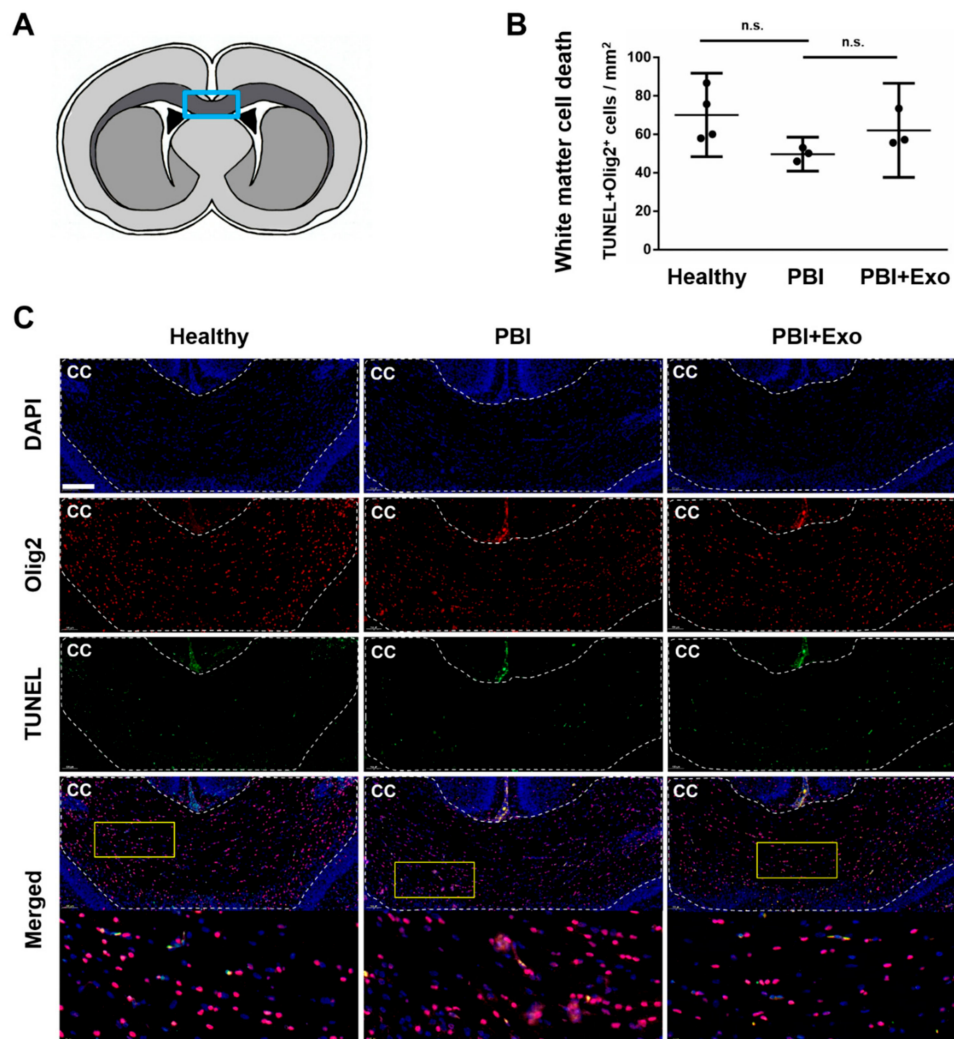 A
B
n.s.
n.s.
White matter cell death
TUNEL+Olig2⁺ cells / mm²
100
80
60
40
20
0
Healthy PBI PBI+Exo
C
Healthy PBI PBI+Exo
DAPI
CC CC CC
Olig2
CC CC CC
TUNEL
CC CC CC
Merged
CC CC CC